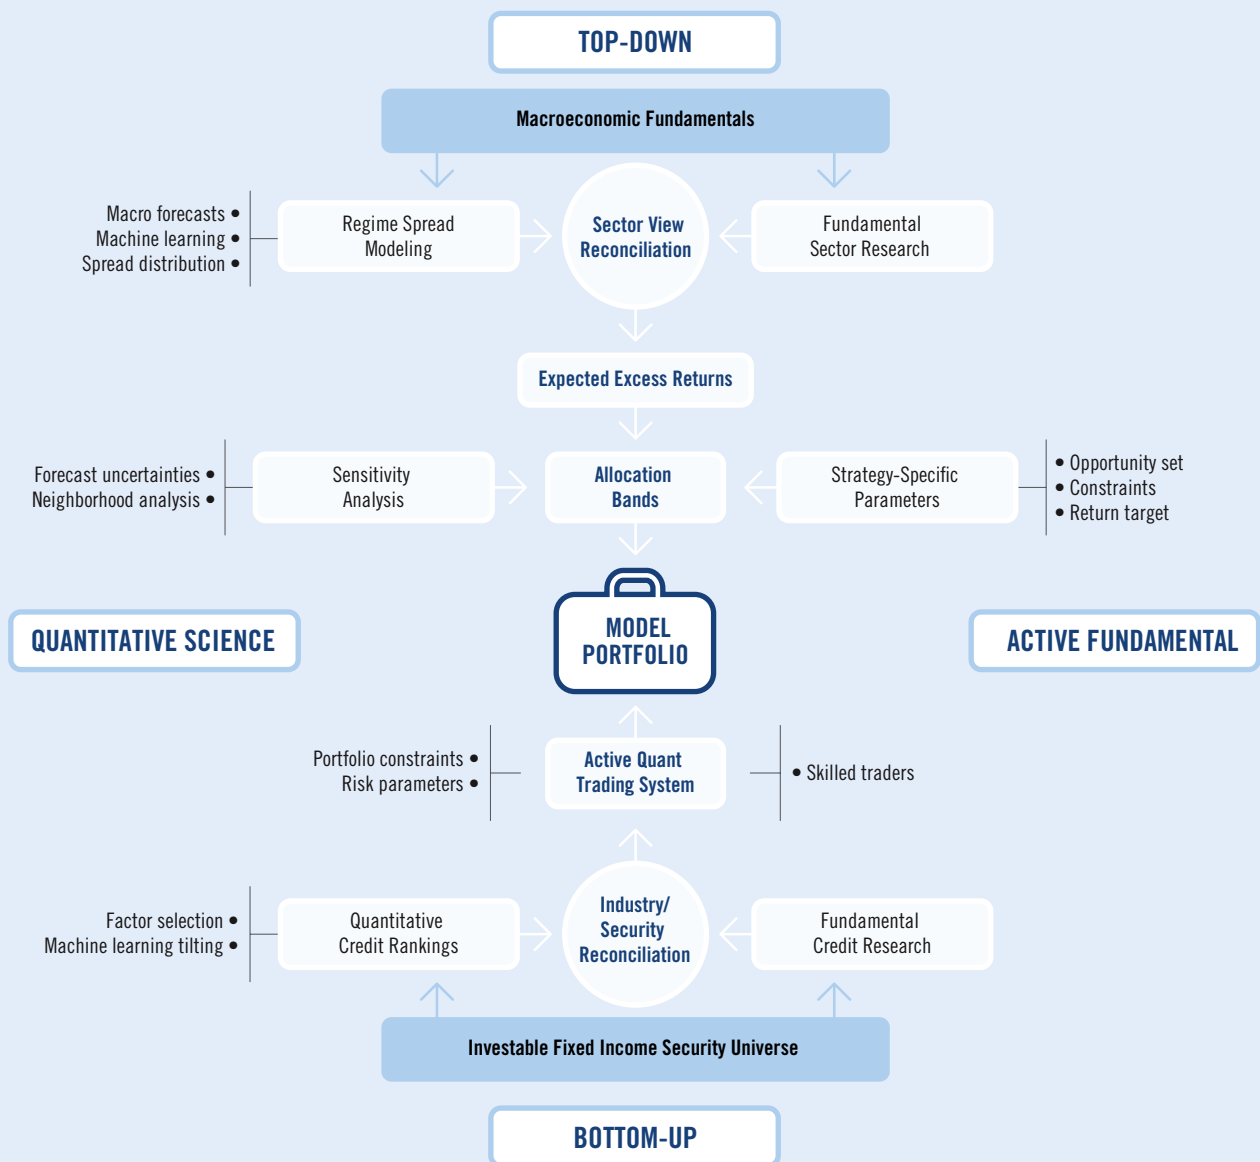 TOP-DOWN
Macroeconomic Fundamentals
Macro forecasts •
Machine learning •
Spread distribution •
Regime Spread
Modeling
Sector View
Reconciliation
Fundamental
Sector Research
Expected Excess Returns
Forecast uncertainties •
Neighborhood analysis •
Sensitivity
Analysis
Allocation
Bands
Strategy-Specific
Parameters
• Opportunity set
• Constraints
• Return target
QUANTITATIVE SCIENCE
MODEL
PORTFOLIO
ACTIVE FUNDAMENTAL
Portfolio constraints •
Risk parameters •
Active Quant
Trading System
• Skilled traders
Factor selection •
Machine learning tilting •
Quantitative
Credit Rankings
Industry/
Security
Reconciliation
Fundamental
Credit Research
Investable Fixed Income Security Universe
BOTTOM-UP